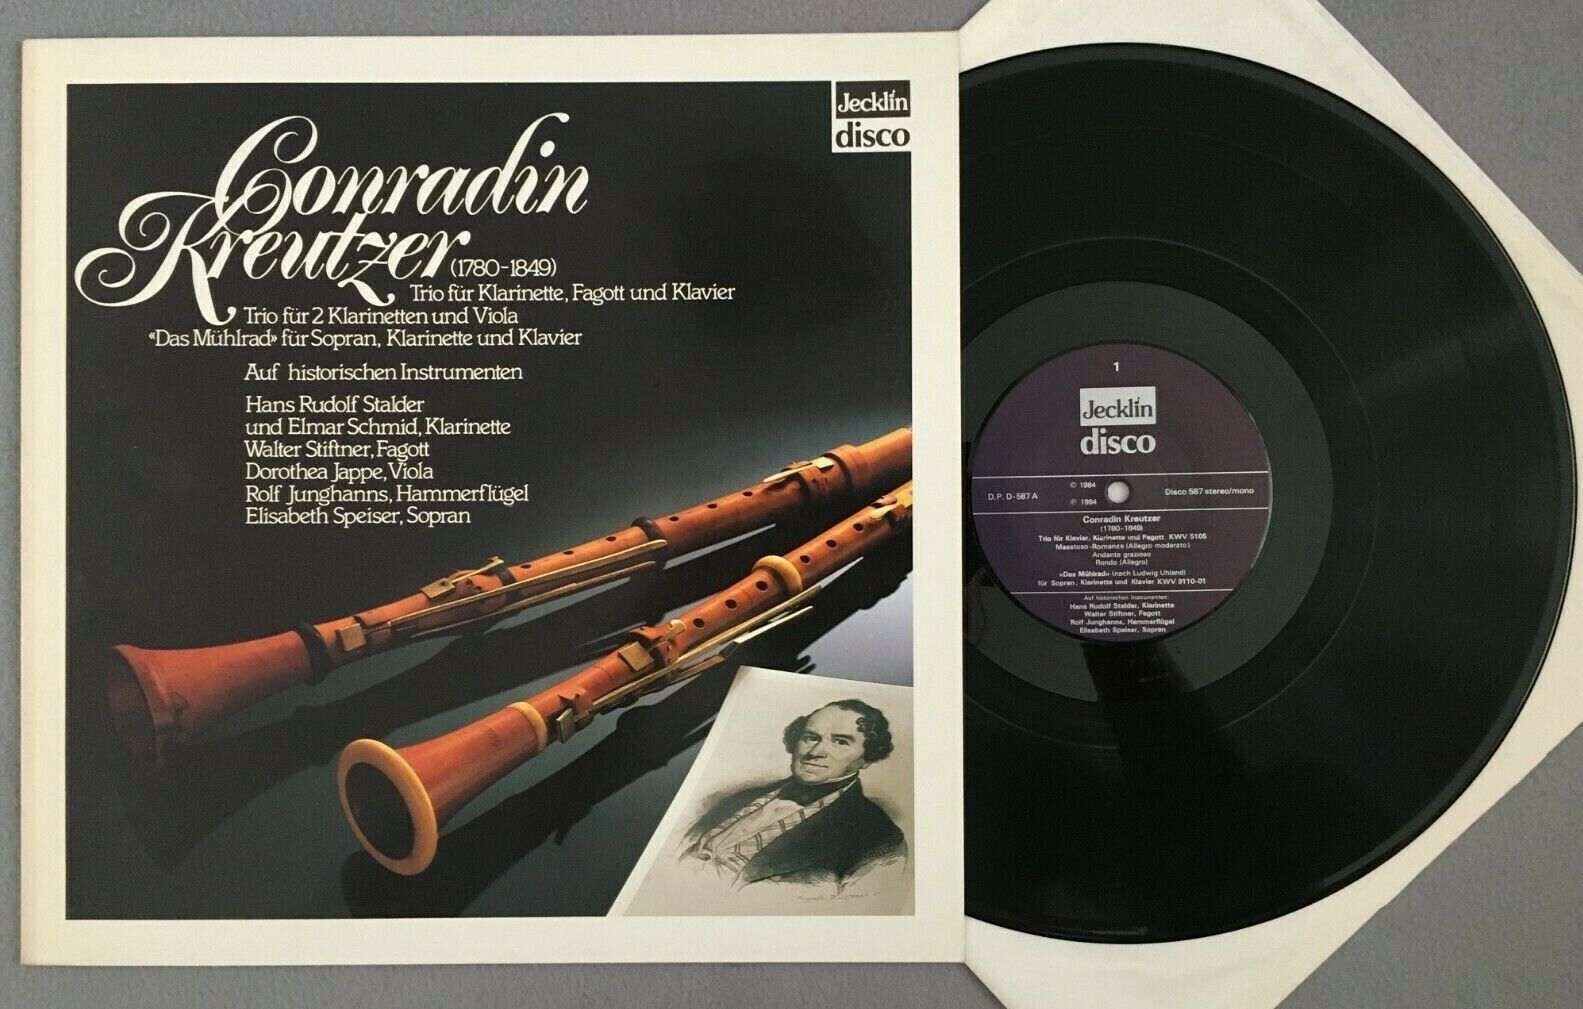 Jecklin
disco
Conradin
Kreutzer
(1780-1849)
Trio für Klarinette, Fagott und Klavier
Trio für 2 Klarinetten und Viola
«Das Mühlrad» für Sopran, Klarinette und Klavier
Auf historischen Instrumenten
Hans Rudolf Stalder
und Elmar Schmid, Klarinette
Walter Stiftner, Fagott
Dorothea Jappe, Viola
Rolf Junghanns, Hammerflügel
Elisabeth Speiser, Sopran
1
Jecklin
disco
D.P. D-587 A
© 1984
℗ 1984
Disco 587 stereo/mono
Conradin Kreutzer
(1780-1849)
Trio für Klavier, Klarinette und Fagott KWV 5105
Maestoso-Romanze (Allegro moderato)
Andante grazioso
Rondo (Allegro)
»Das Mühlrad« (nach Ludwig Uhland)
für Sopran, Klarinette und Klavier KWV 9110-01
Auf historischen Instrumenten:
Hans Rudolf Stalder, Klarinette
Walter Stiftner, Fagott
Rolf Junghanns, Hammerflügel
Elisabeth Speiser, Sopran